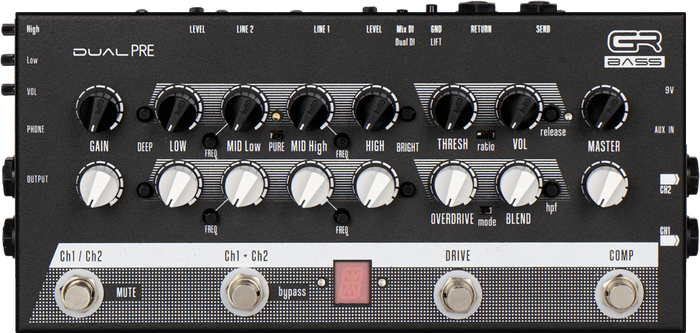 High
LEVEL
LINE 2
LINE 1
LEVEL
Mix DI
Dual DI
GND
LIFT
RETURN
SEND
DUAL PRE
GR
BASS
Low
VOL
9V
PHONE
AUX IN
GAIN
DEEP
LOW
FREQ
MID Low
PURE
MID High
FREQ
HIGH
BRIGHT
THRESH
ratio
VOL
release
MASTER
OUTPUT
CH2
FREQ
FREQ
OVERDRIVE
mode
BLEND
hpf
CH1
Ch1 / Ch2
Ch1 + Ch2
DRIVE
COMP
MUTE
bypass